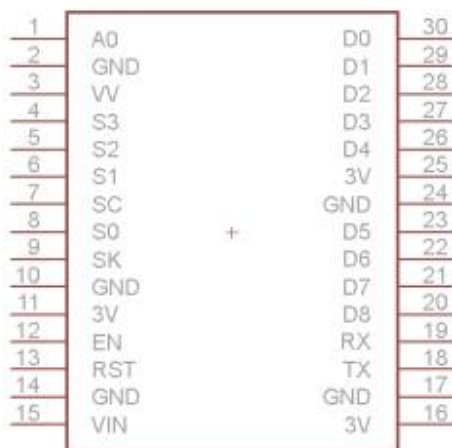 1 A0 D0 30
2 GND D1 29
3 VV D2 28
4 S3 D3 27
5 S2 D4 26
6 S1 3V 25
7 SC GND 24
8 S0 D5 23
9 SK D6 22
10 GND D7 21
11 3V D8 20
12 EN RX 19
13 RST TX 18
14 GND GND 17
15 VIN 3V 16